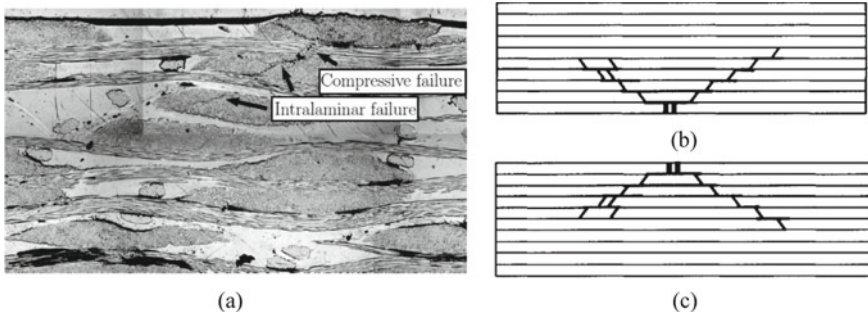 Compressive failure
Intralaminar failure
(a)
(b)
(c)